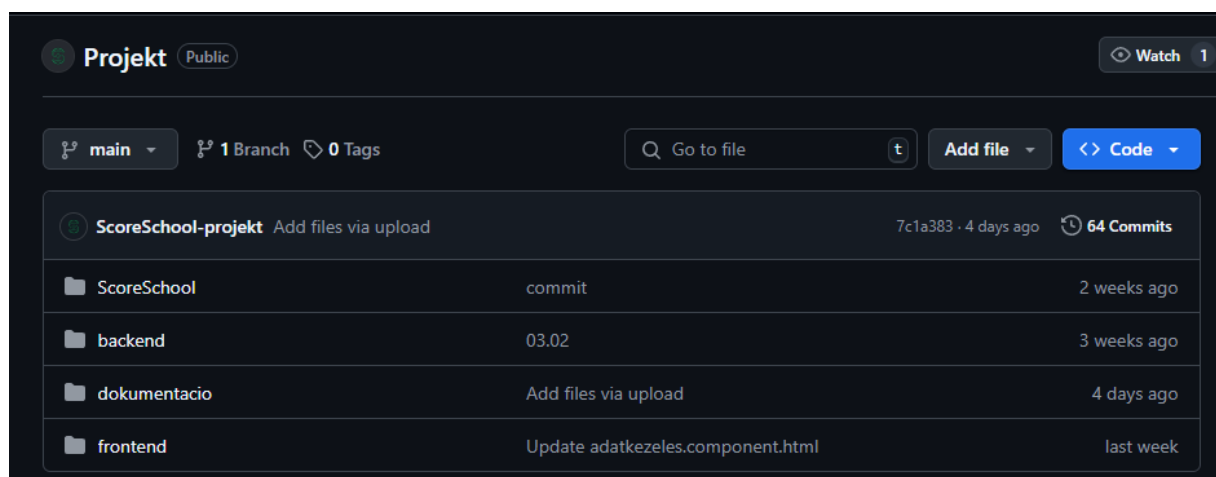 Projekt Public Watch 1
main 1 Branch 0 Tags Go to file t Add file Code
ScoreSchool-projekt Add files via upload 7c1a383 · 4 days ago 64 Commits
ScoreSchool commit 2 weeks ago
backend 03.02 3 weeks ago
dokumentacio Add files via upload 4 days ago
frontend Update adatkezeles.component.html last week